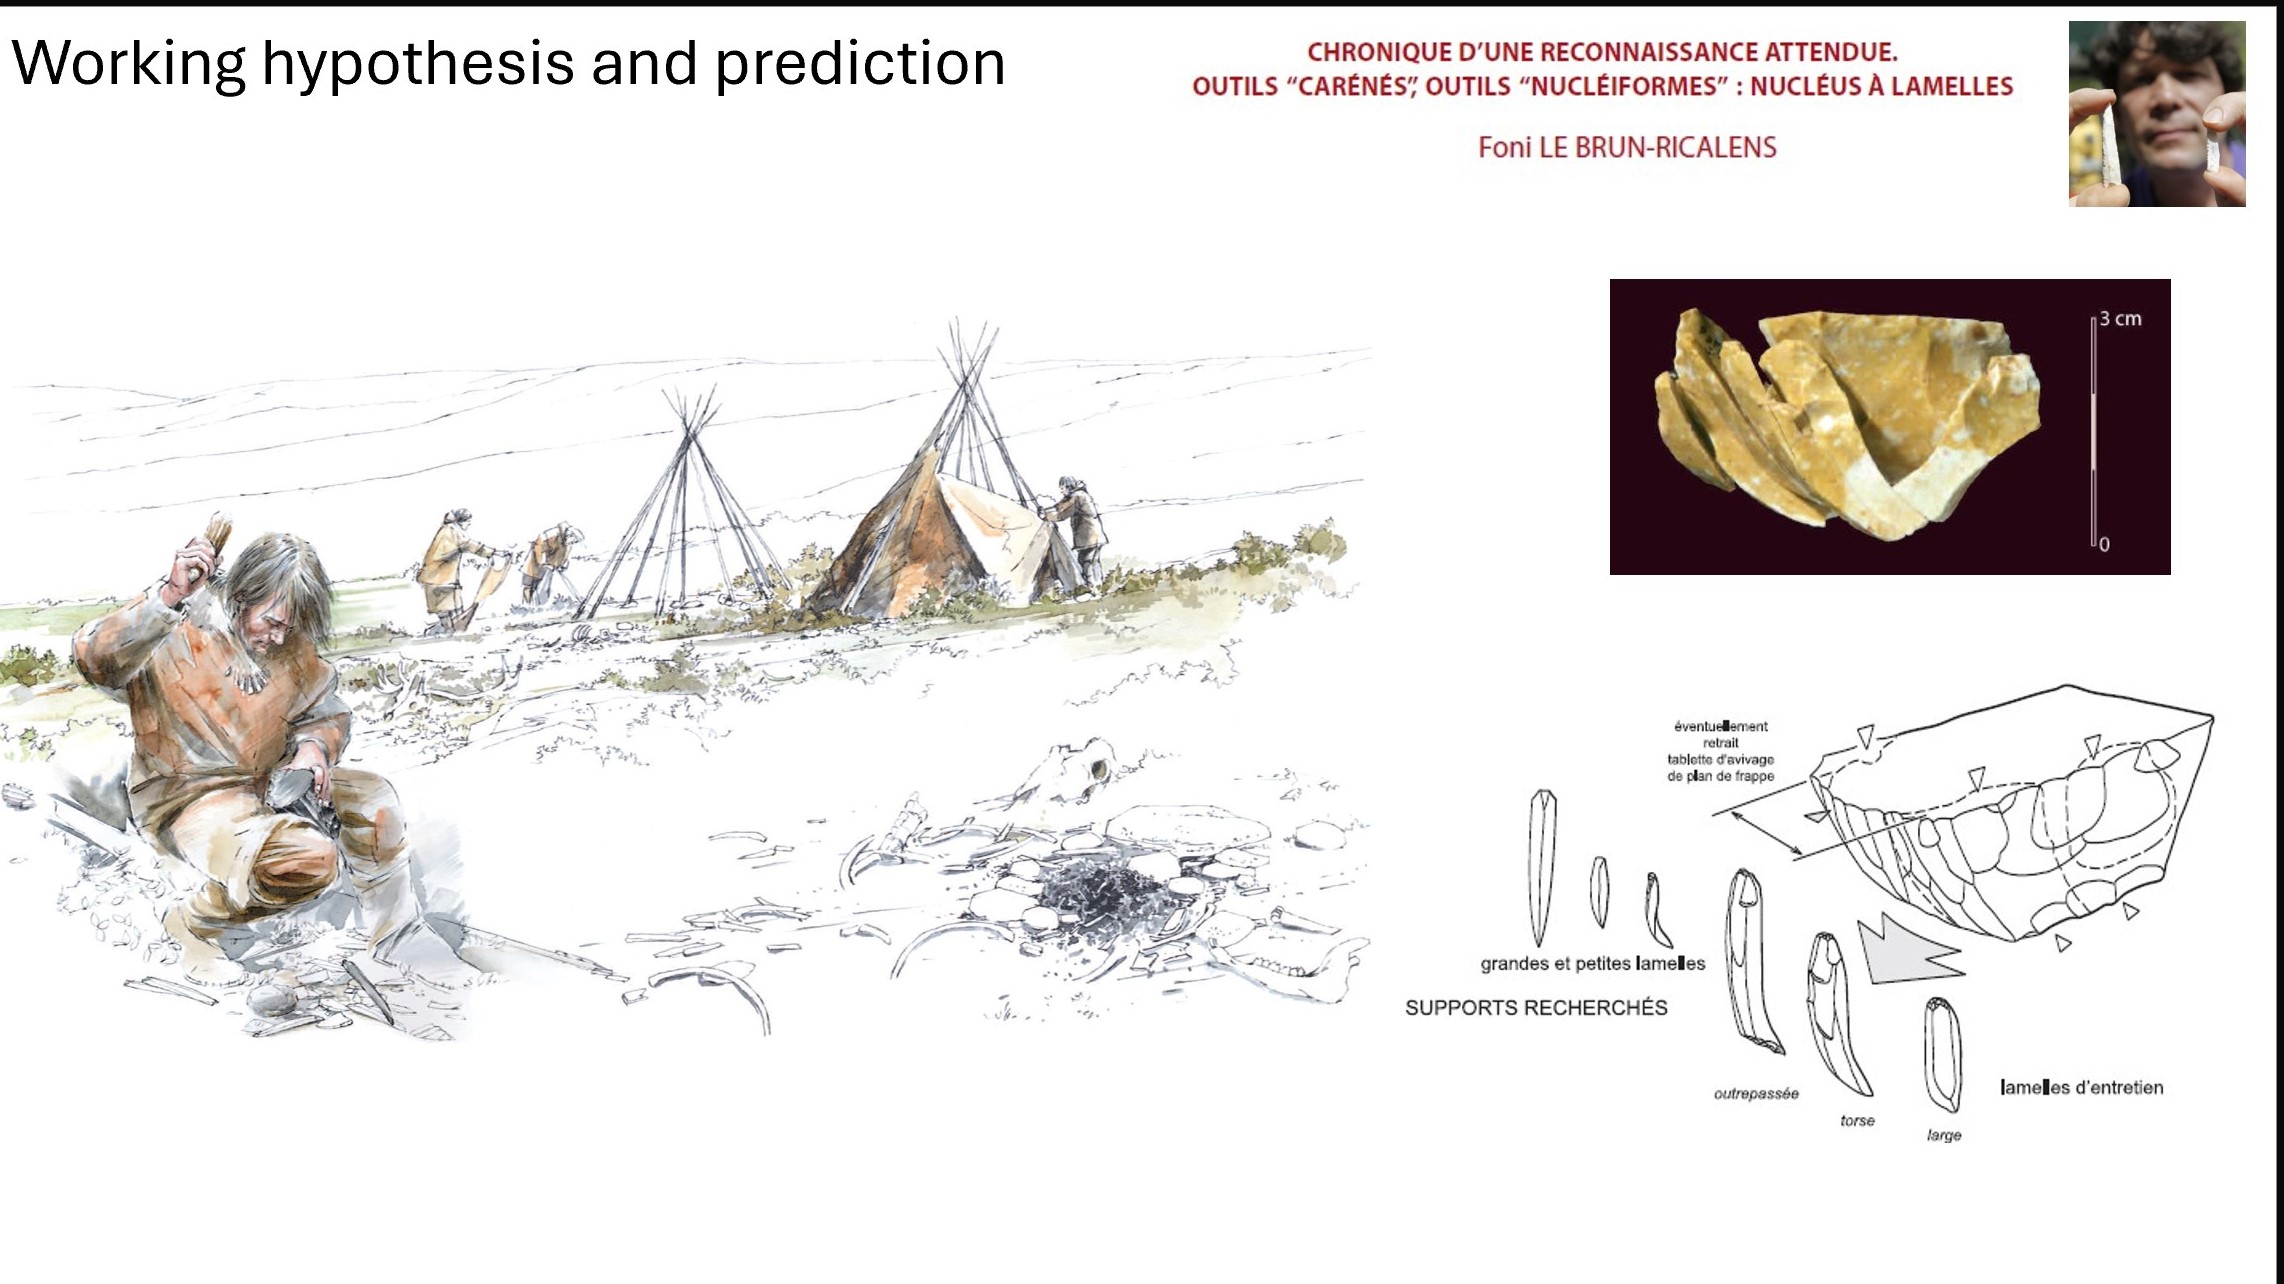 Working hypothesis and prediction
CHRONIQUE D’UNE RECONNAISSANCE ATTENDUE.
OUTILS “CARÉNÉS”, OUTILS “NUCLÉIFORMES” : NUCLÉUS À LAMELLES
Foni LE BRUN-RICALENS
3 cm
0
éventuellement
retrait
tablette d'avivage
de plan de frappe
grandes et petites lamelles
SUPPORTS RECHERCHÉS
outrepassée
torse
large
lamelles d’entretien